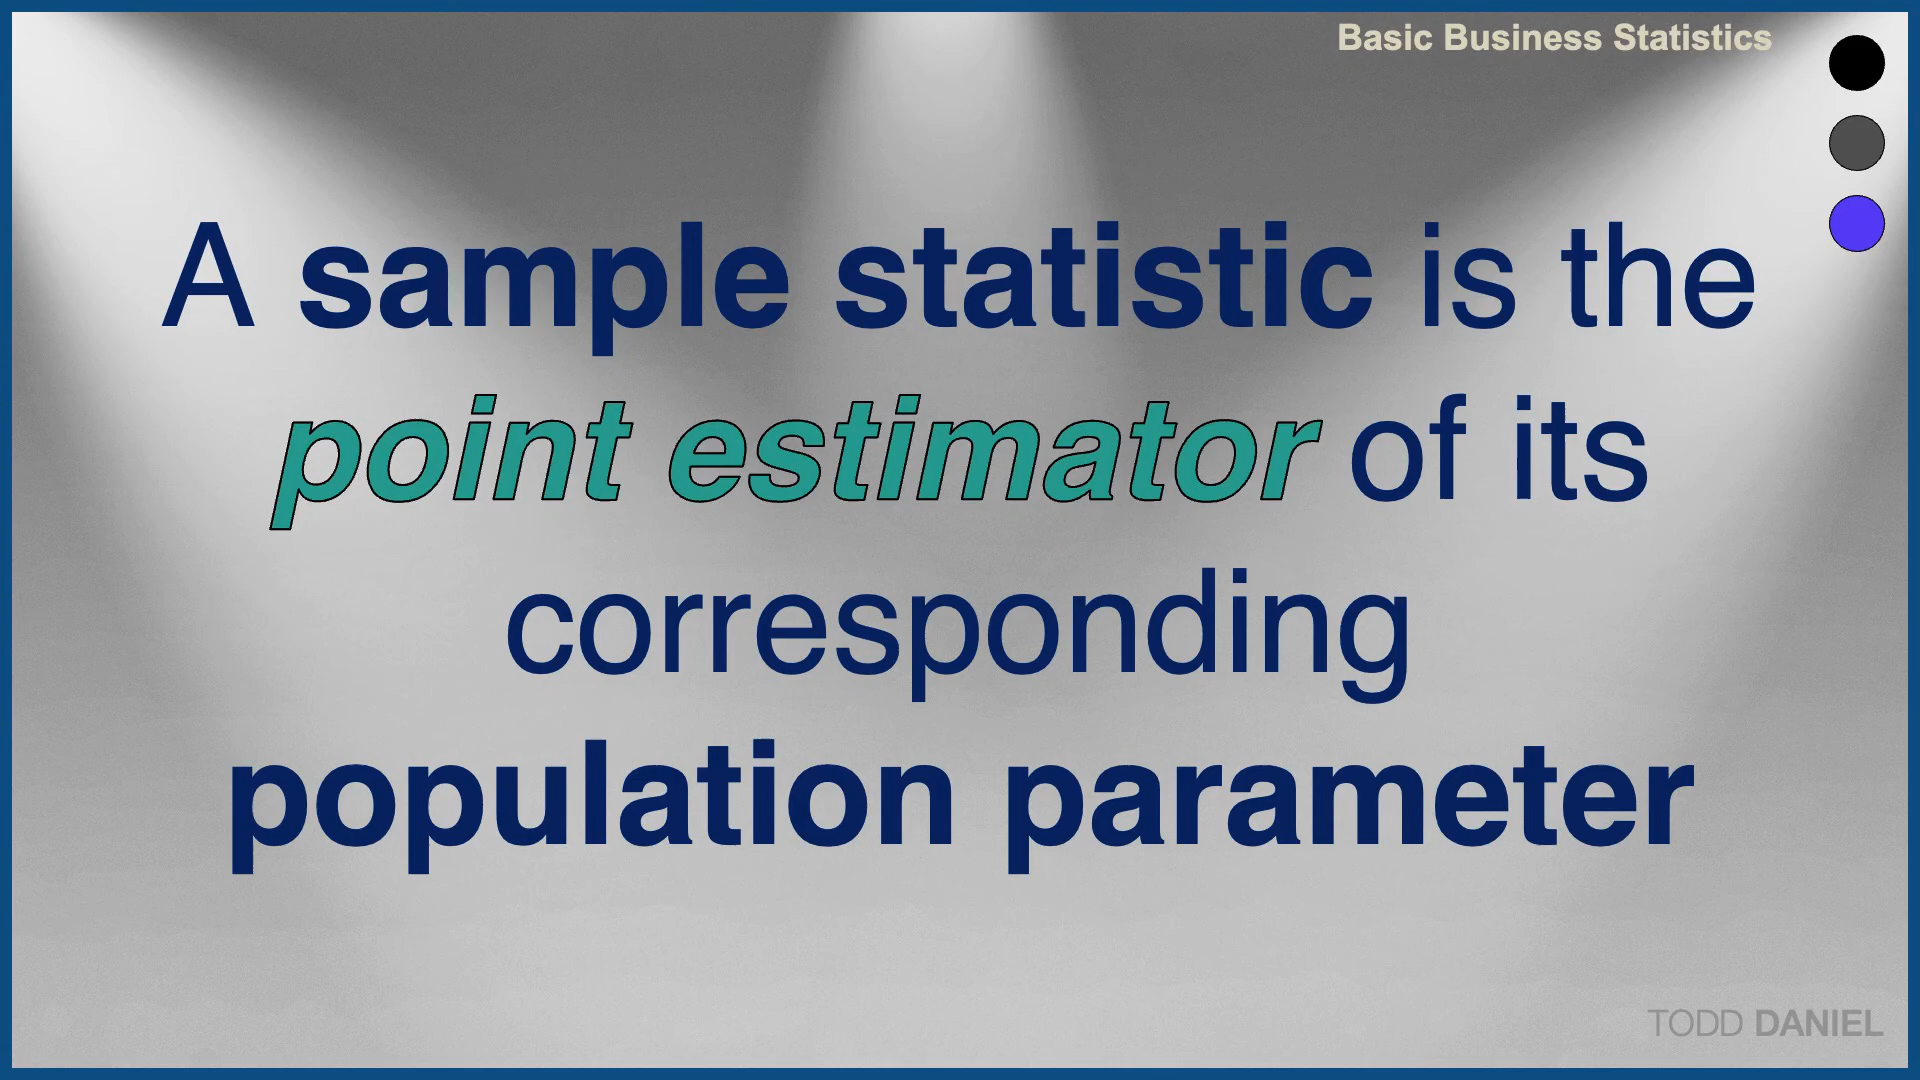 Basic Business Statistics
A sample statistic is the
point estimator of its
corresponding
population parameter
TODD DANIEL